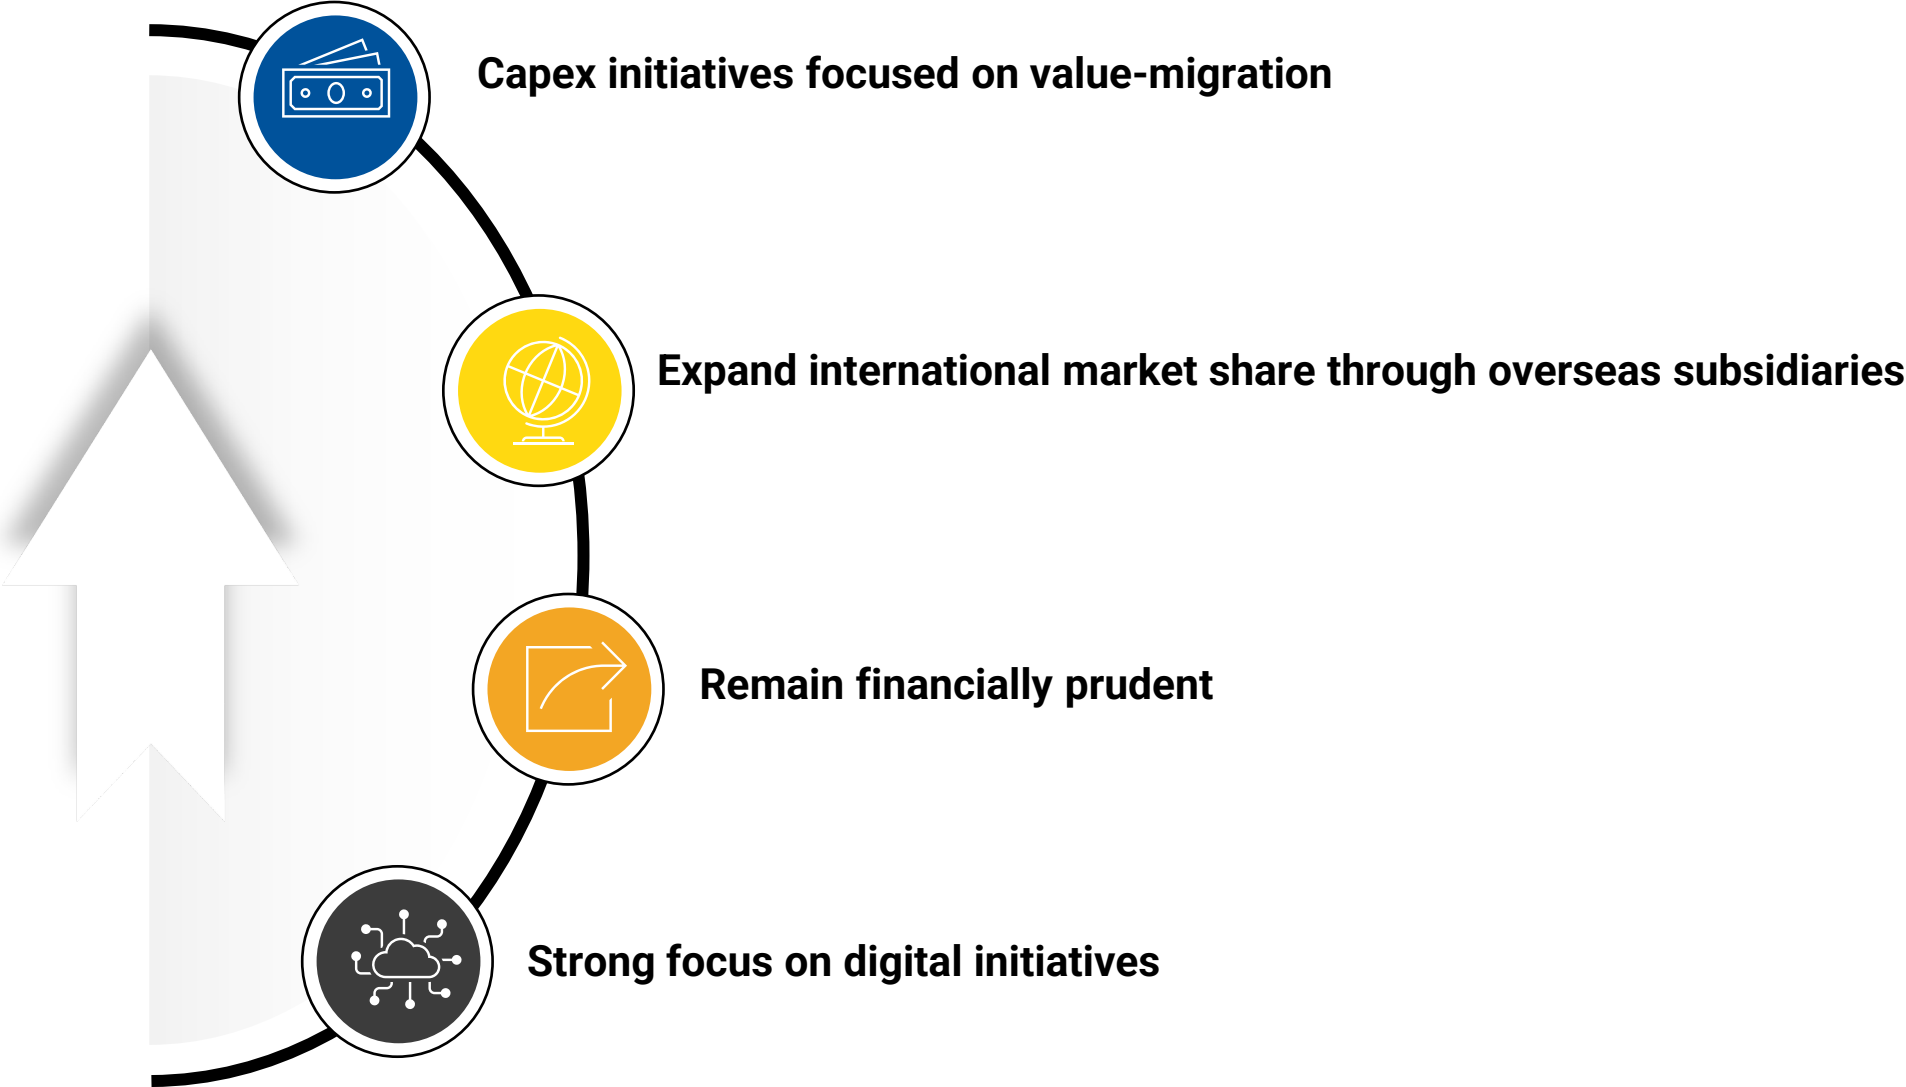 Capex initiatives focused on value-migration
Expand international market share through overseas subsidiaries
Remain financially prudent
Strong focus on digital initiatives